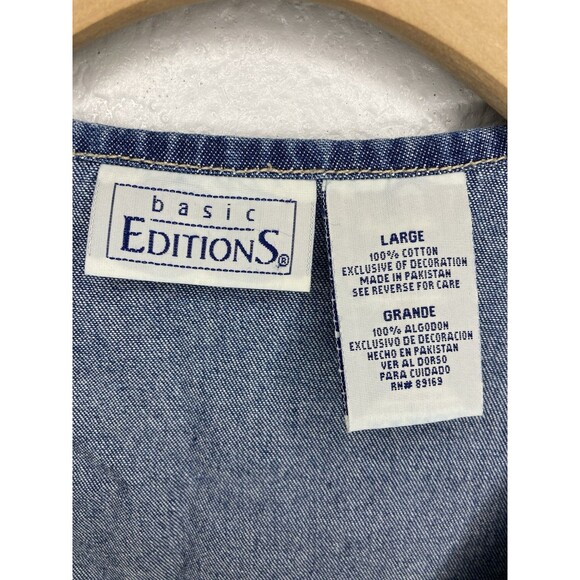 basic
EDITIONS®
LARGE
100% COTTON
EXCLUSIVE OF DECORATION
MADE IN PAKISTAN
SEE REVERSE FOR CARE
GRANDE
100% ALGODON
EXCLUSIVO DE DECORACION
HECHO EN PAKISTAN
VER AL DORSO
PARA CUIDADO
RN# 89169